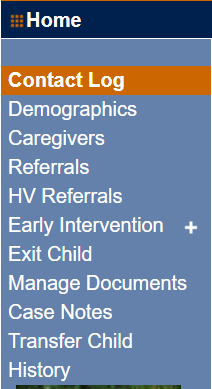 Home
Contact Log
Demographics
Caregivers
Referrals
HV Referrals
Early Intervention +
Exit Child
Manage Documents
Case Notes
Transfer Child
History